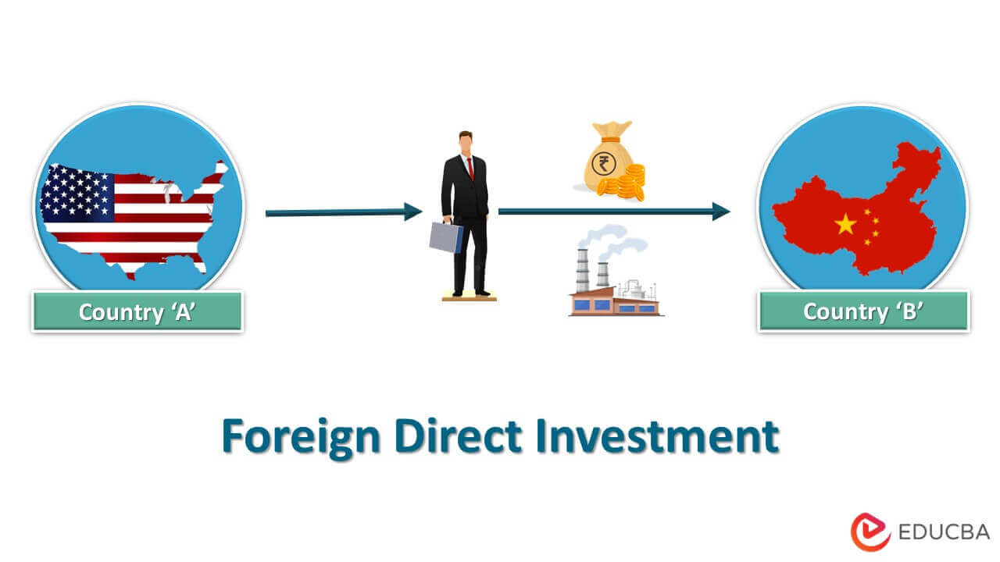 ₹
Country ‘A’
Country ‘B’
Foreign Direct Investment
EDUCBA